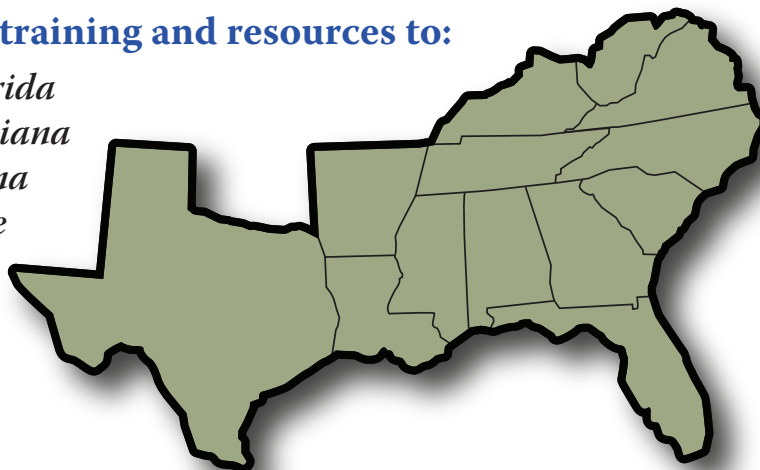 training and resources to:
rida
iana
na
e